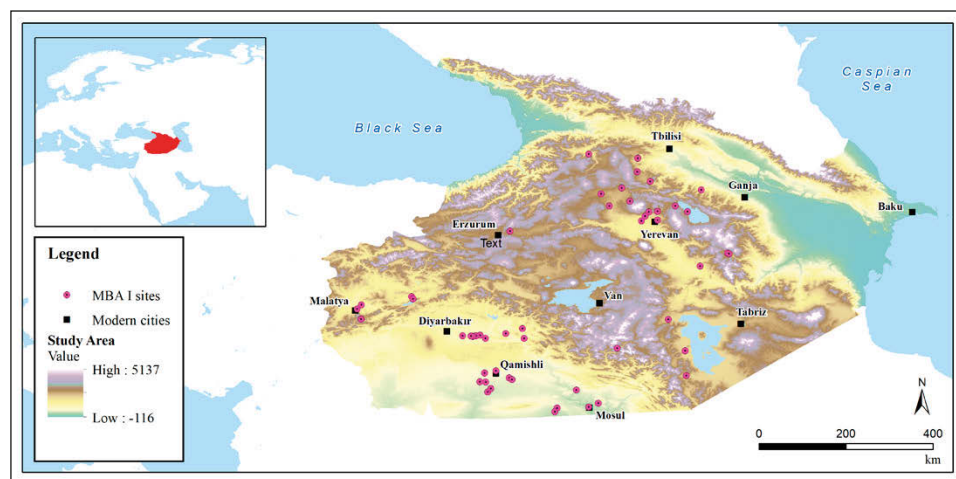 Caspian
Sea
Black Sea
Tbilisi
Ganja
Baku
Erzurum
Text
Yerevan
Legend
MBA I sites
Modern cities
Study Area
Value
High : 5137
Low : -116
Malatya
Van
Tabriz
Diyarbakır
Qamishli
Mosul
N
0 200 400
km